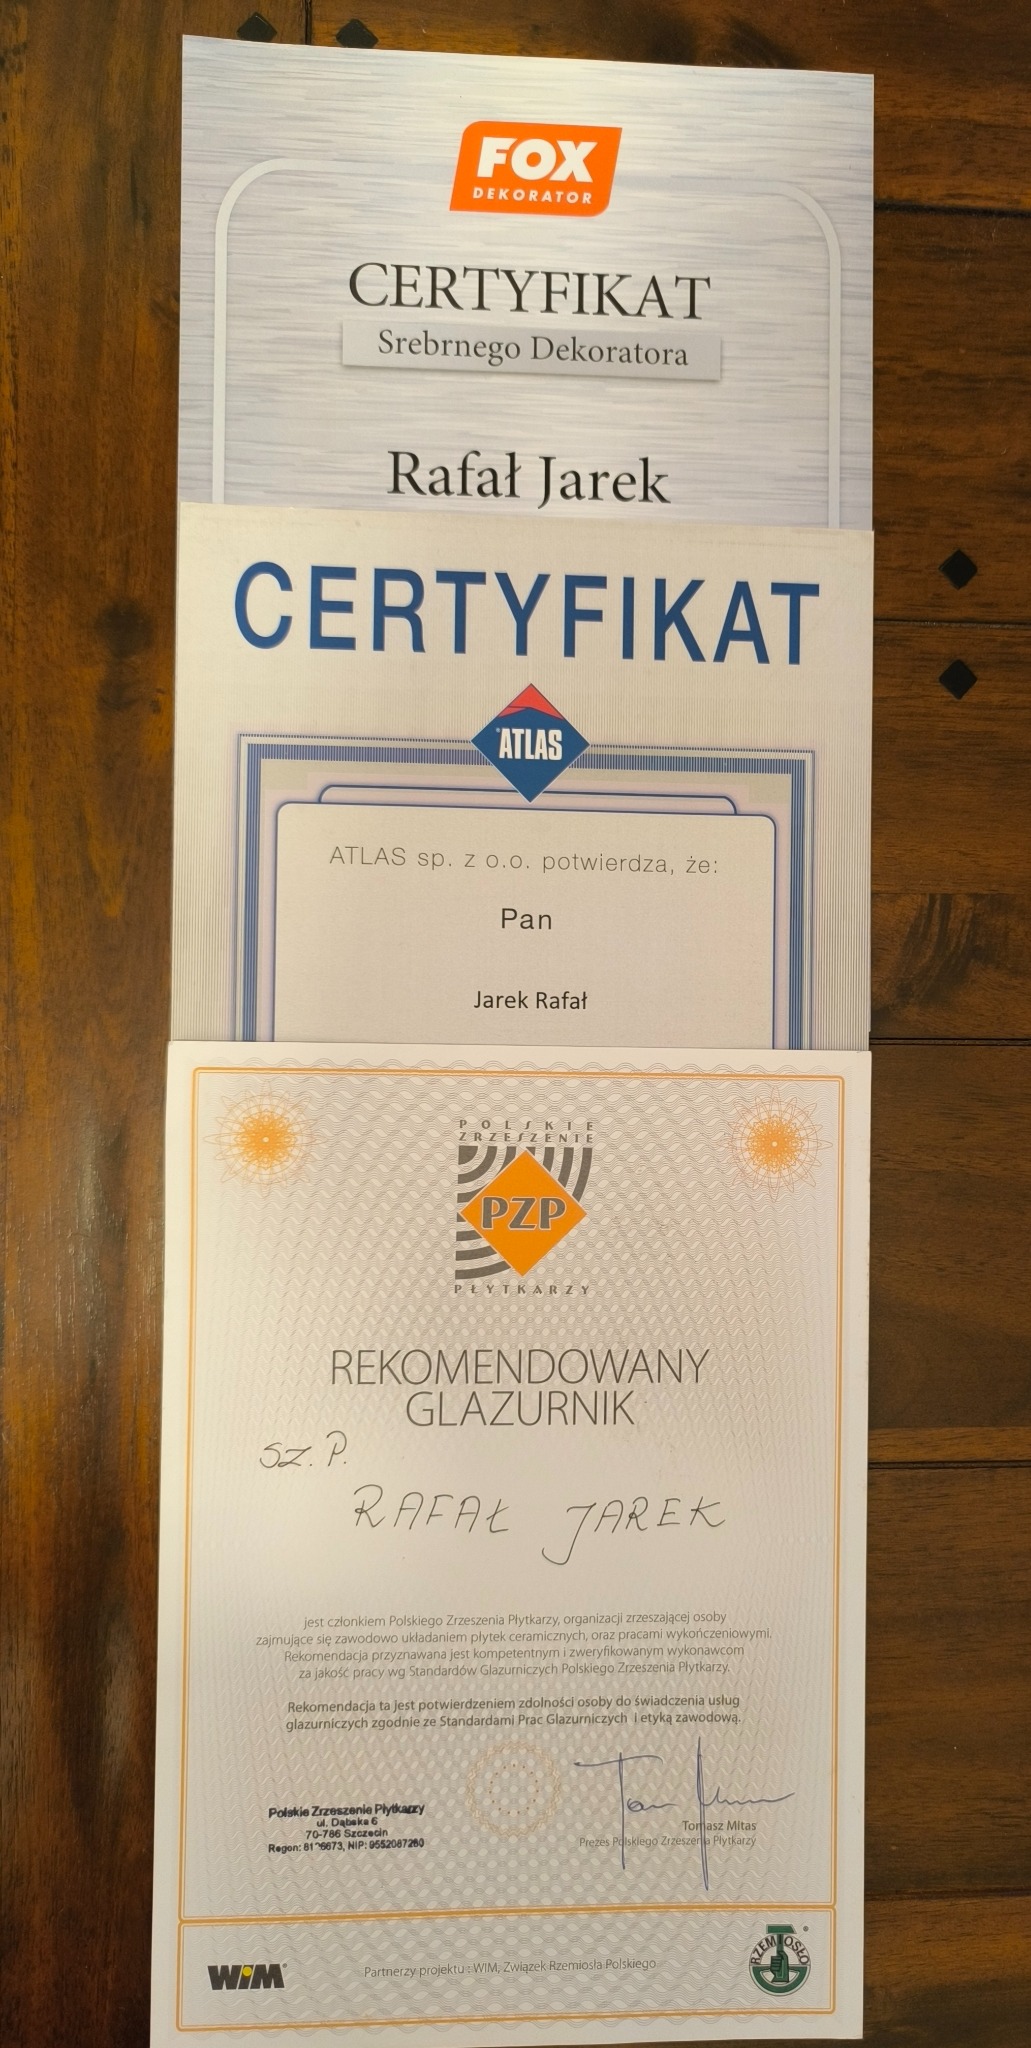 FOX
DEKORATOR
CERTYFIKAT
Srebrnego Dekoratora
Rafał Jarek
CERTYFIKAT
ATLAS
ATLAS sp. z o.o. potwierdza, że:
Pan
Jarek Rafał
POLSKIE
ZRZESZENIE
PZP
PŁYTKARZY
REKOMENDOWANY
GLAZURNIK
SZ. P.
RAFAŁ JAREK
jest członkiem Polskiego Zrzeszenia Płytkarzy, organizacji zrzeszającej osoby
zajmujące się zawodowo układaniem płytek ceramicznych, oraz pracami wykończeniowymi.
Rekomendacja przyznawana jest kompetentnym i zweryfikowanym wykonawcom
za jakość pracy wg Standardów Glazurniczych Polskiego Zrzeszenia Płytkarzy.
Rekomendacja ta jest potwierdzeniem zdolności osoby do świadczenia usług
glazurniczych zgodnie ze Standardami Prac Glazurniczych i etyką zawodową.
Polskie Zrzeszenie Płytkarzy
ul. Dąbska 6
70-786 Szczecin
Regon: NIP: 9552087280
Tomasz Mitas
Prezes Polskiego Zrzeszenia Płytkarzy
WIM
Partnerzy projektu : WIM, Związek Rzemiosła Polskiego
RZEMIOSŁO